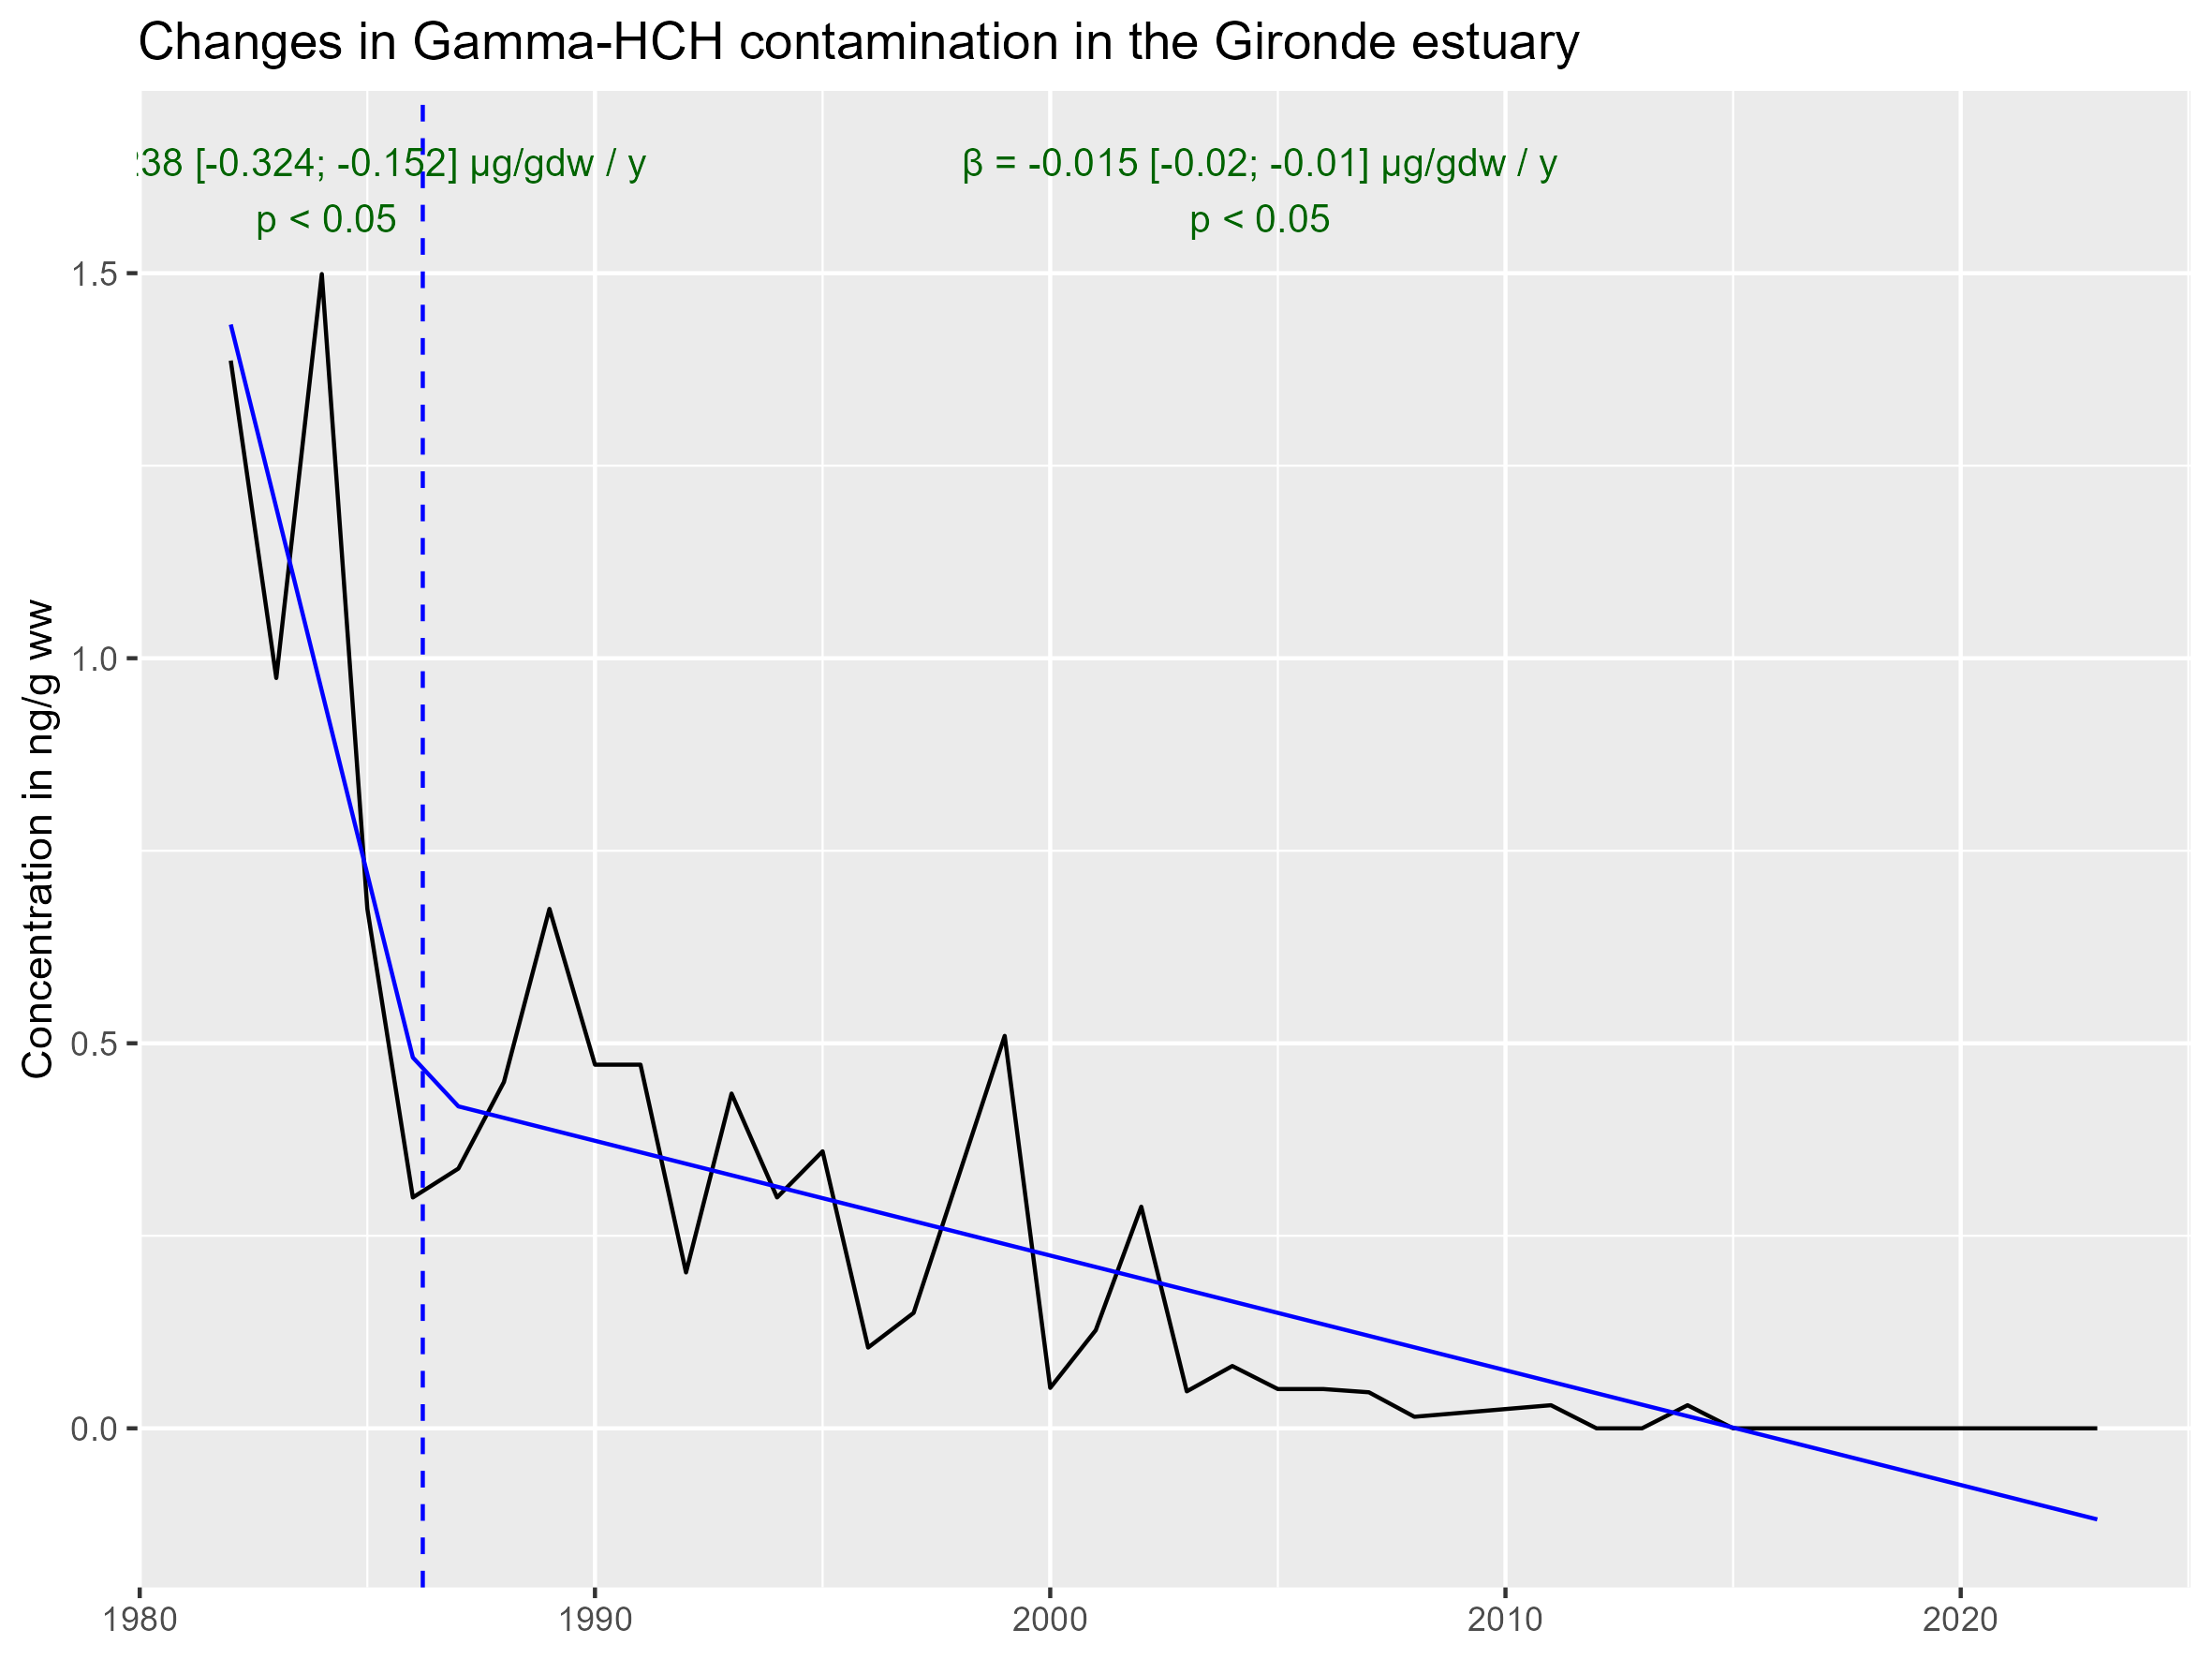 Changes in Gamma-HCH contamination in the Gironde estuary
38 [-0.324; -0.152] µg/gdw / y
p < 0.05
β = -0.015 [-0.02; -0.01] µg/gdw / y
p < 0.05
Concentration in ng/g ww
1.5
1.0
0.5
0.0
1980
1990
2000
2010
2020